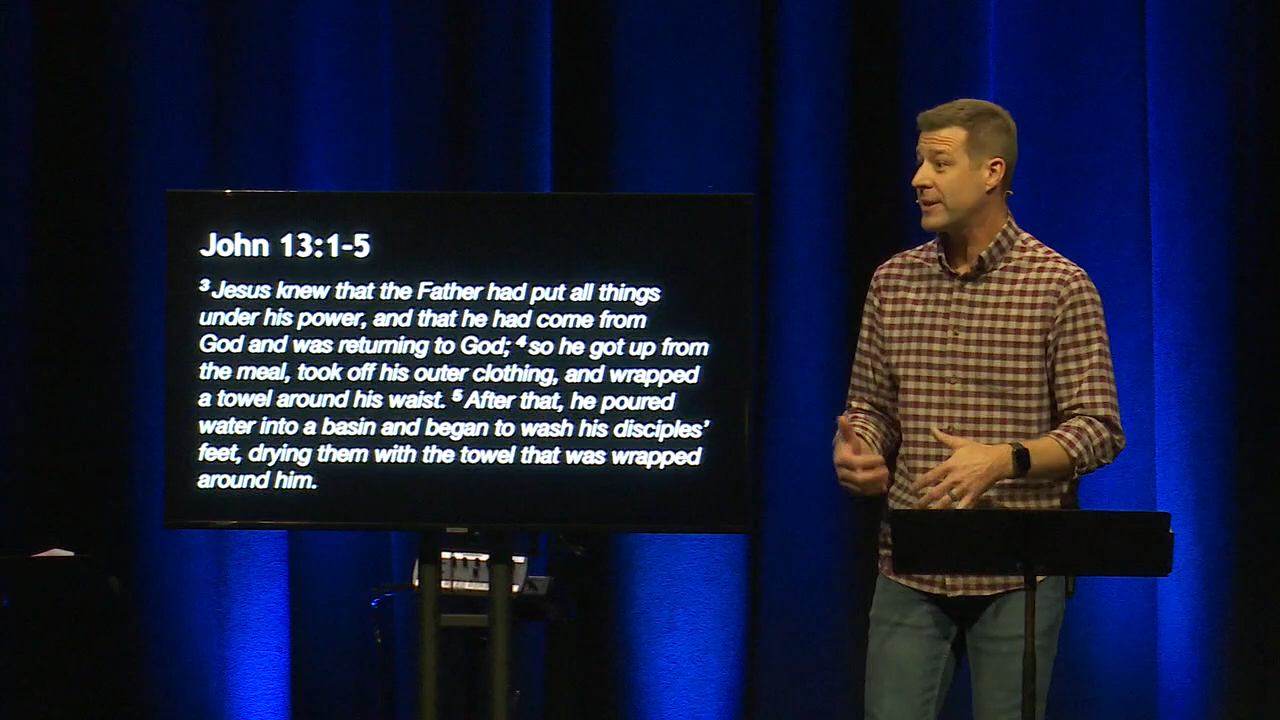 John 13:1-5
³ Jesus knew that the Father had put all things
under his power, and that he had come from
God and was returning to God; ⁴ so he got up from
the meal, took off his outer clothing, and wrapped
a towel around his waist. ⁵ After that, he poured
water into a basin and began to wash his disciples’
feet, drying them with the towel that was wrapped
around him.